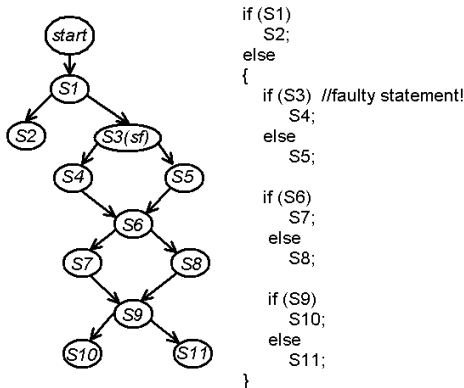 start
S1
S2
S3(sf)
S4
S5
S6
S7
S8
S9
S10
S11
if (S1)
S2;
else
{
if (S3) //faulty statement!
S4;
else
S5;
if (S6)
S7;
else
S8;
if (S9)
S10;
else
S11;
}